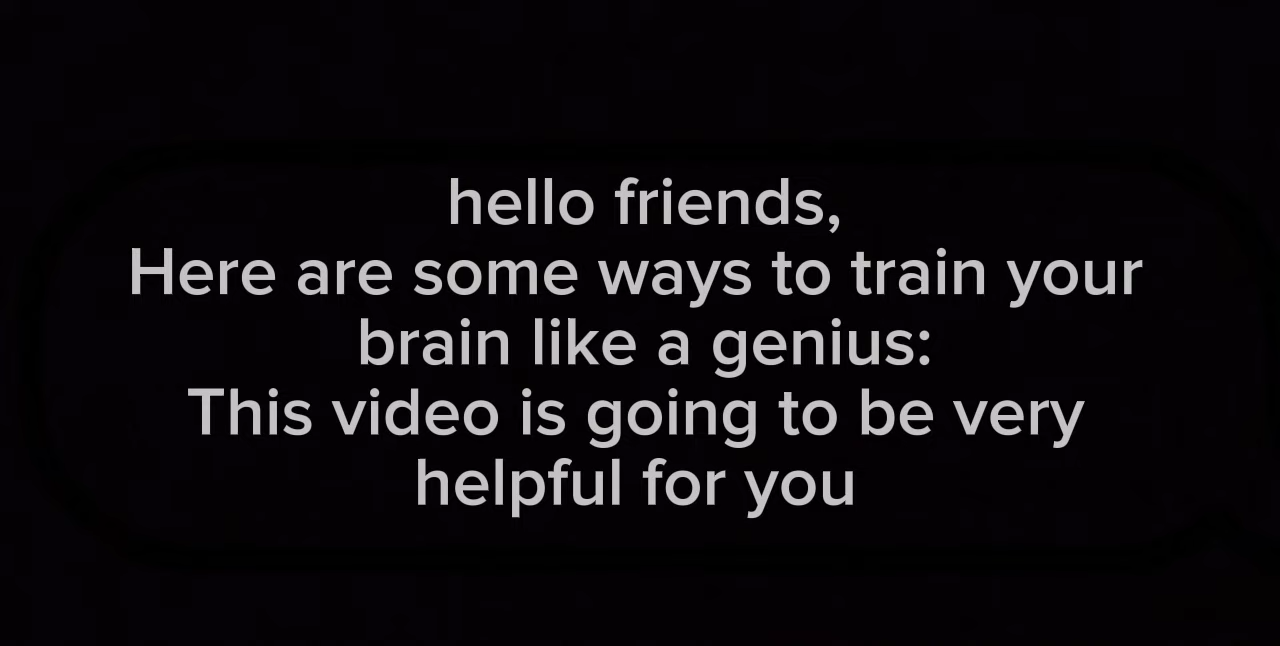 hello friends,
Here are some ways to train your
brain like a genius:
This video is going to be very
helpful for you